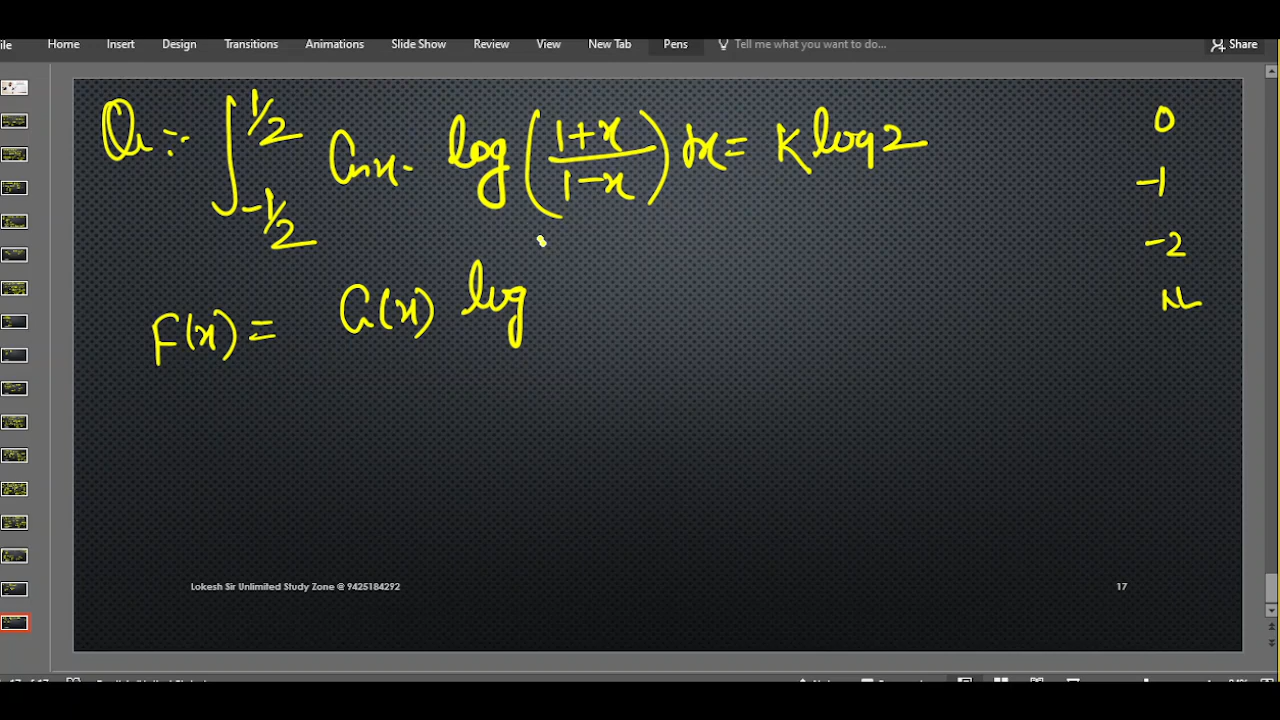 File Home Insert Design Transitions Animations Slide Show Review View New Tab Pens Tell me what you want to do... Share
∫_{-1/2}^{1/2} Cos x · log((1+x)/(1-x)) dx = K log 2
0
-1
-2
F(x) = C(x) log
Lokesh Sir Unlimited Study Zone @ 9425184292
17